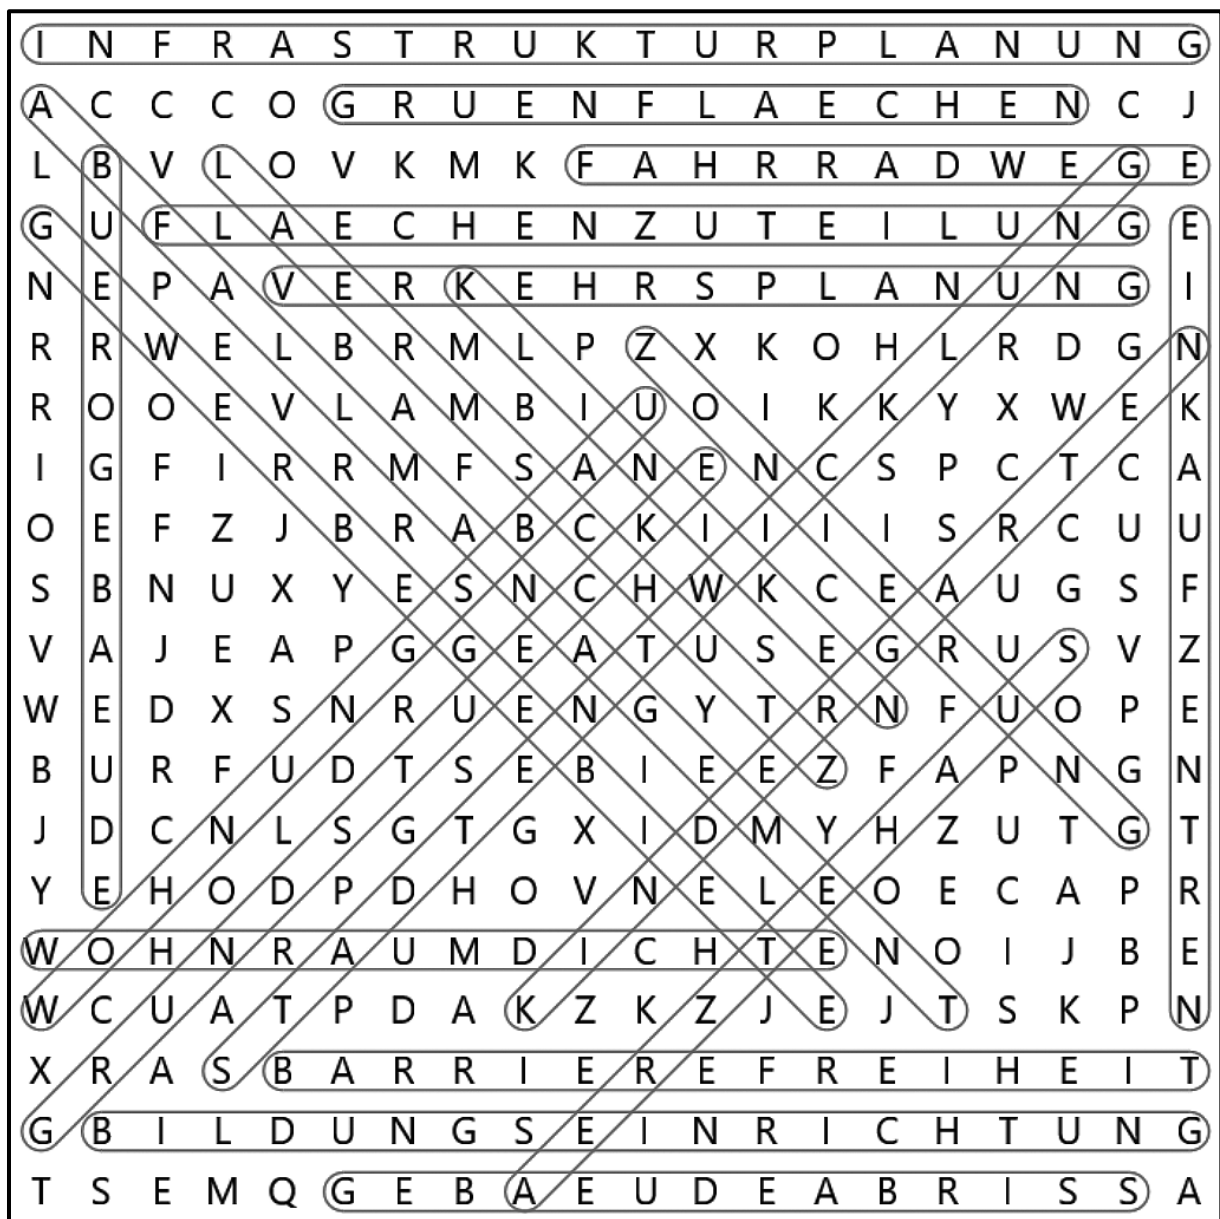 I N F R A S T R U K T U R P L A N U N G
A C C C O G R U E N F L A E C H E N C J
L B V L O V K M K F A H R R A D W E G E
G U F L A E C H E N Z U T E I L U N G E
N E P A V E R K E H R S P L A N U N G I
R R W E L B R M L P Z X K O H L R D G N
R O O E V L A M B I U O I K K Y X W E K
I G F I R R M F S A N E N C S P C T C A
O E F Z J B R A B C K I I I I S R C U U
S B N U X Y E S N C H W K C E A U G S F
V A J E A P G G E A T U S E G R U S V Z
W E D X S N R U E N G Y T R N F U O P E
B U R F U D T S E B I E E Z F A P N G N
J D C N L S G T G X I D M Y H Z U T G T
Y E H O D P D H O V N E L E O E C A P R
W O H N R A U M D I C H T E N O I J B E
W C U A T P D A K Z K Z J E J T S K P N
X R A S B A R R I E R E F R E I H E I T
G B I L D U N G S E I N R I C H T U N G
T S E M Q G E B A E U D E A B R I S S A